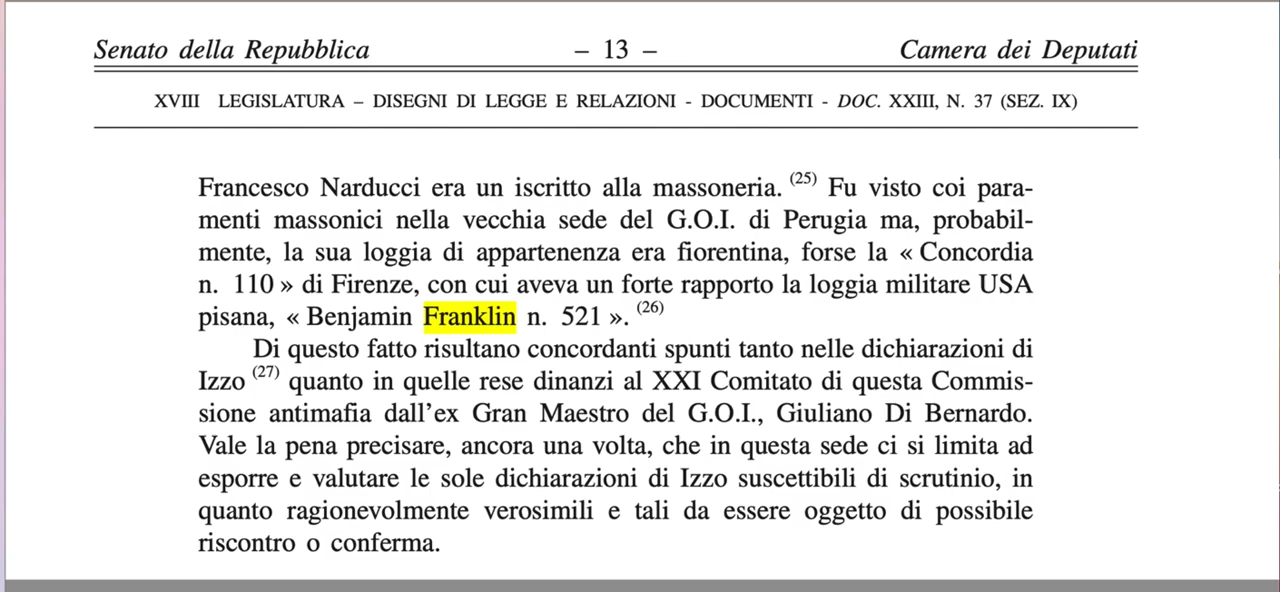 Senato della Repubblica – 13 – Camera dei Deputati
XVIII LEGISLATURA – DISEGNI DI LEGGE E RELAZIONI - DOCUMENTI - DOC. XXIII, N. 37 (SEZ. IX)
Francesco Narducci era un iscritto alla massoneria. (25) Fu visto coi para-
menti massonici nella vecchia sede del G.O.I. di Perugia ma, probabil-
mente, la sua loggia di appartenenza era fiorentina, forse la « Concordia
n. 110 » di Firenze, con cui aveva un forte rapporto la loggia militare USA
pisana, « Benjamin Franklin n. 521 ». (26)
Di questo fatto risultano concordanti spunti tanto nelle dichiarazioni di
Izzo (27) quanto in quelle rese dinanzi al XXI Comitato di questa Commis-
sione antimafia dall'ex Gran Maestro del G.O.I., Giuliano Di Bernardo.
Vale la pena precisare, ancora una volta, che in questa sede ci si limita ad
esporre e valutare le sole dichiarazioni di Izzo suscettibili di scrutinio, in
quanto ragionevolmente verosimili e tali da essere oggetto di possibile
riscontro o conferma.